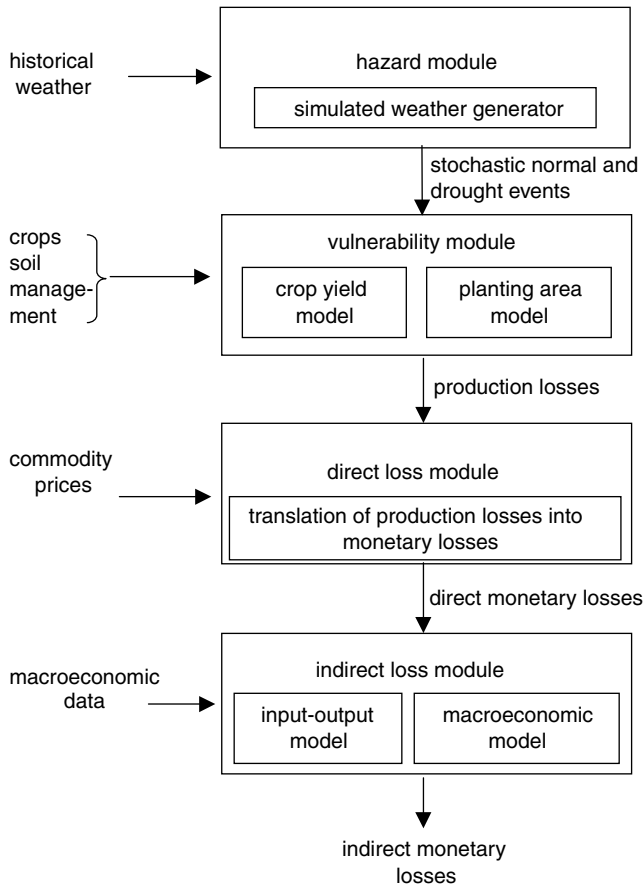 historical
weather
hazard module
simulated weather generator
stochastic normal and
drought events
crops
soil
manage-
ment
vulnerability module
crop yield
model
planting area
model
production losses
commodity
prices
direct loss module
translation of production losses into
monetary losses
direct monetary losses
macroeconomic
data
indirect loss module
input-output
model
macroeconomic
model
indirect monetary
losses